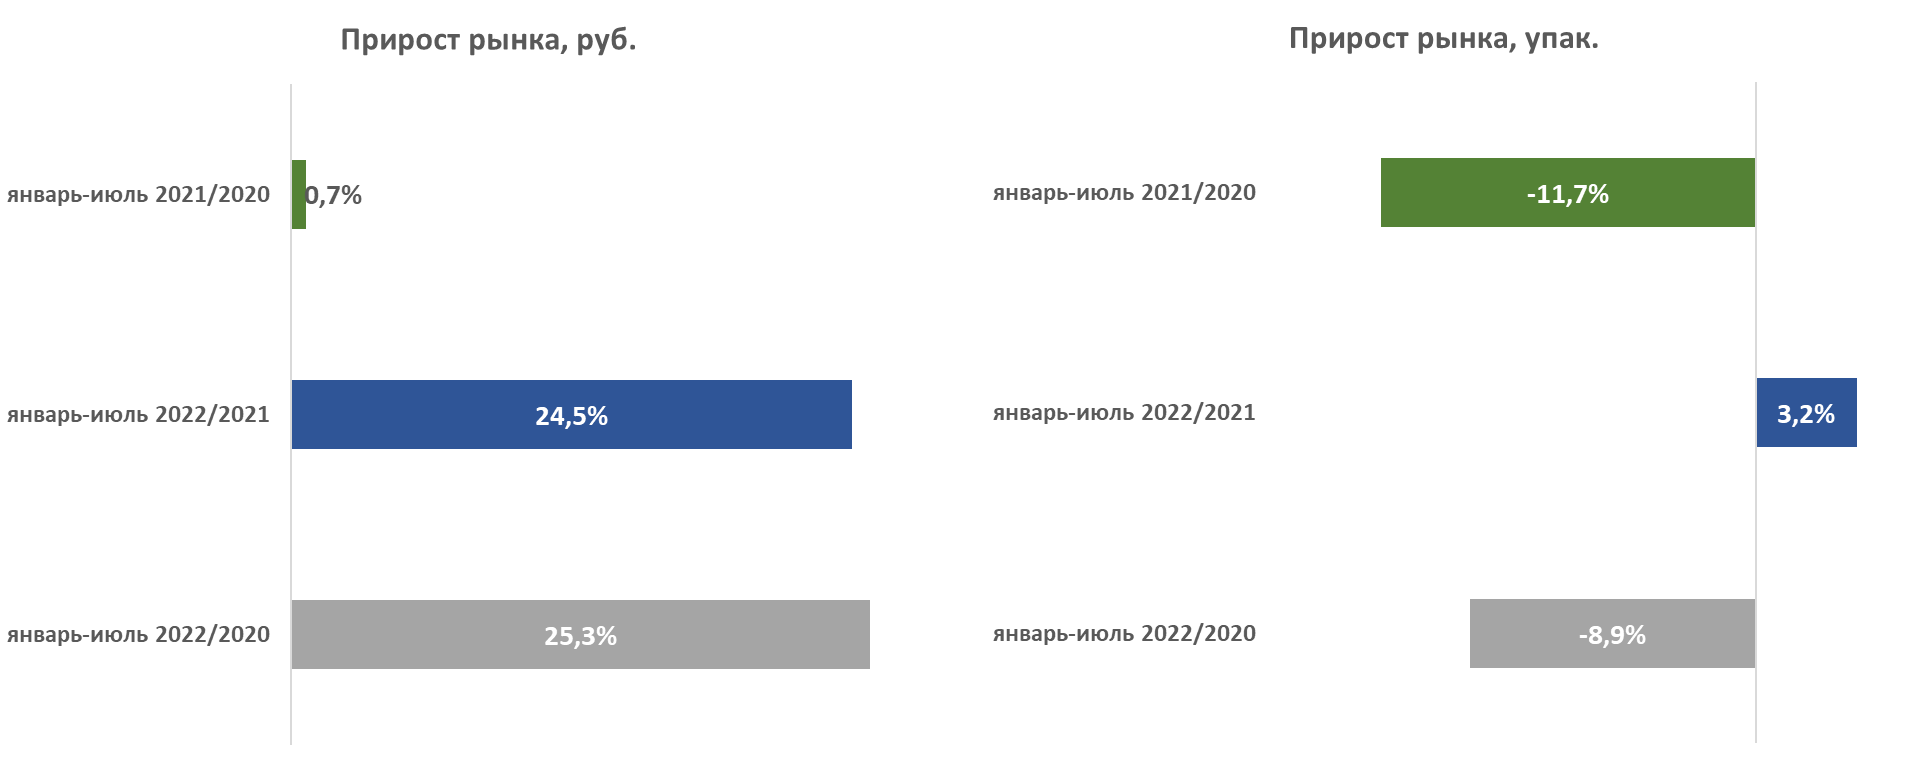 Прирост рынка, руб.
январь-июль 2021/2020
0,7%
январь-июль 2022/2021
24,5%
январь-июль 2022/2020
25,3%
Прирост рынка, упак.
январь-июль 2021/2020
-11,7%
январь-июль 2022/2021
3,2%
январь-июль 2022/2020
-8,9%